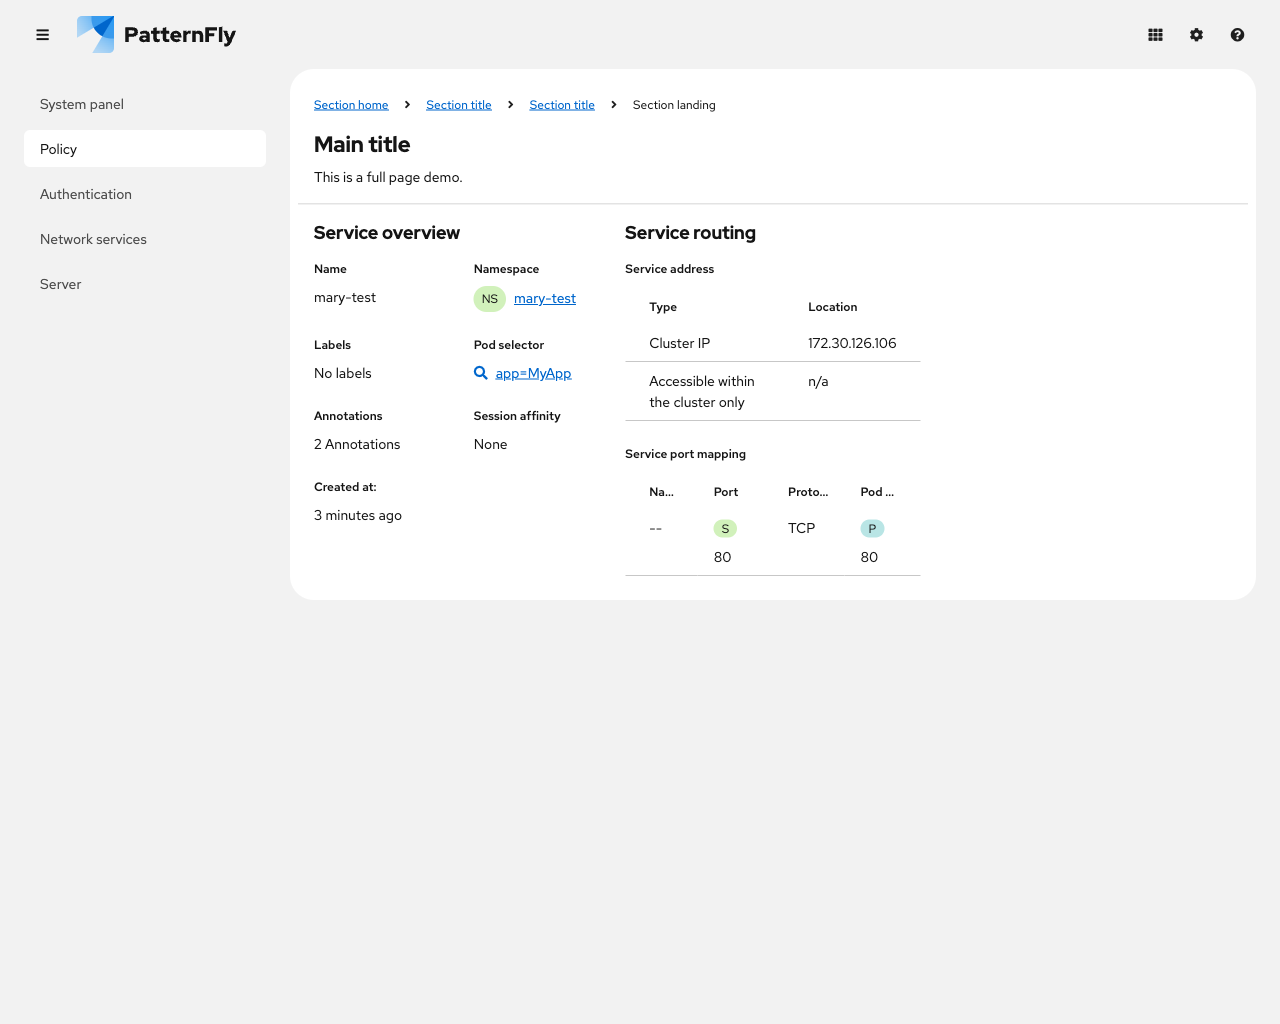 PatternFly
System panel
Policy
Authentication
Network services
Server
Section home > Section title > Section title > Section landing
Main title
This is a full page demo.
Service overview
Name
mary-test
Namespace
NS mary-test
Labels
No labels
Pod selector
app=MyApp
Annotations
2 Annotations
Session affinity
None
Created at:
3 minutes ago
Service routing
Service address
Type Location
Cluster IP 172.30.126.106
Accessible within n/a
the cluster only
Service port mapping
Na... Port Proto... Pod ...
-- S TCP P
80 80